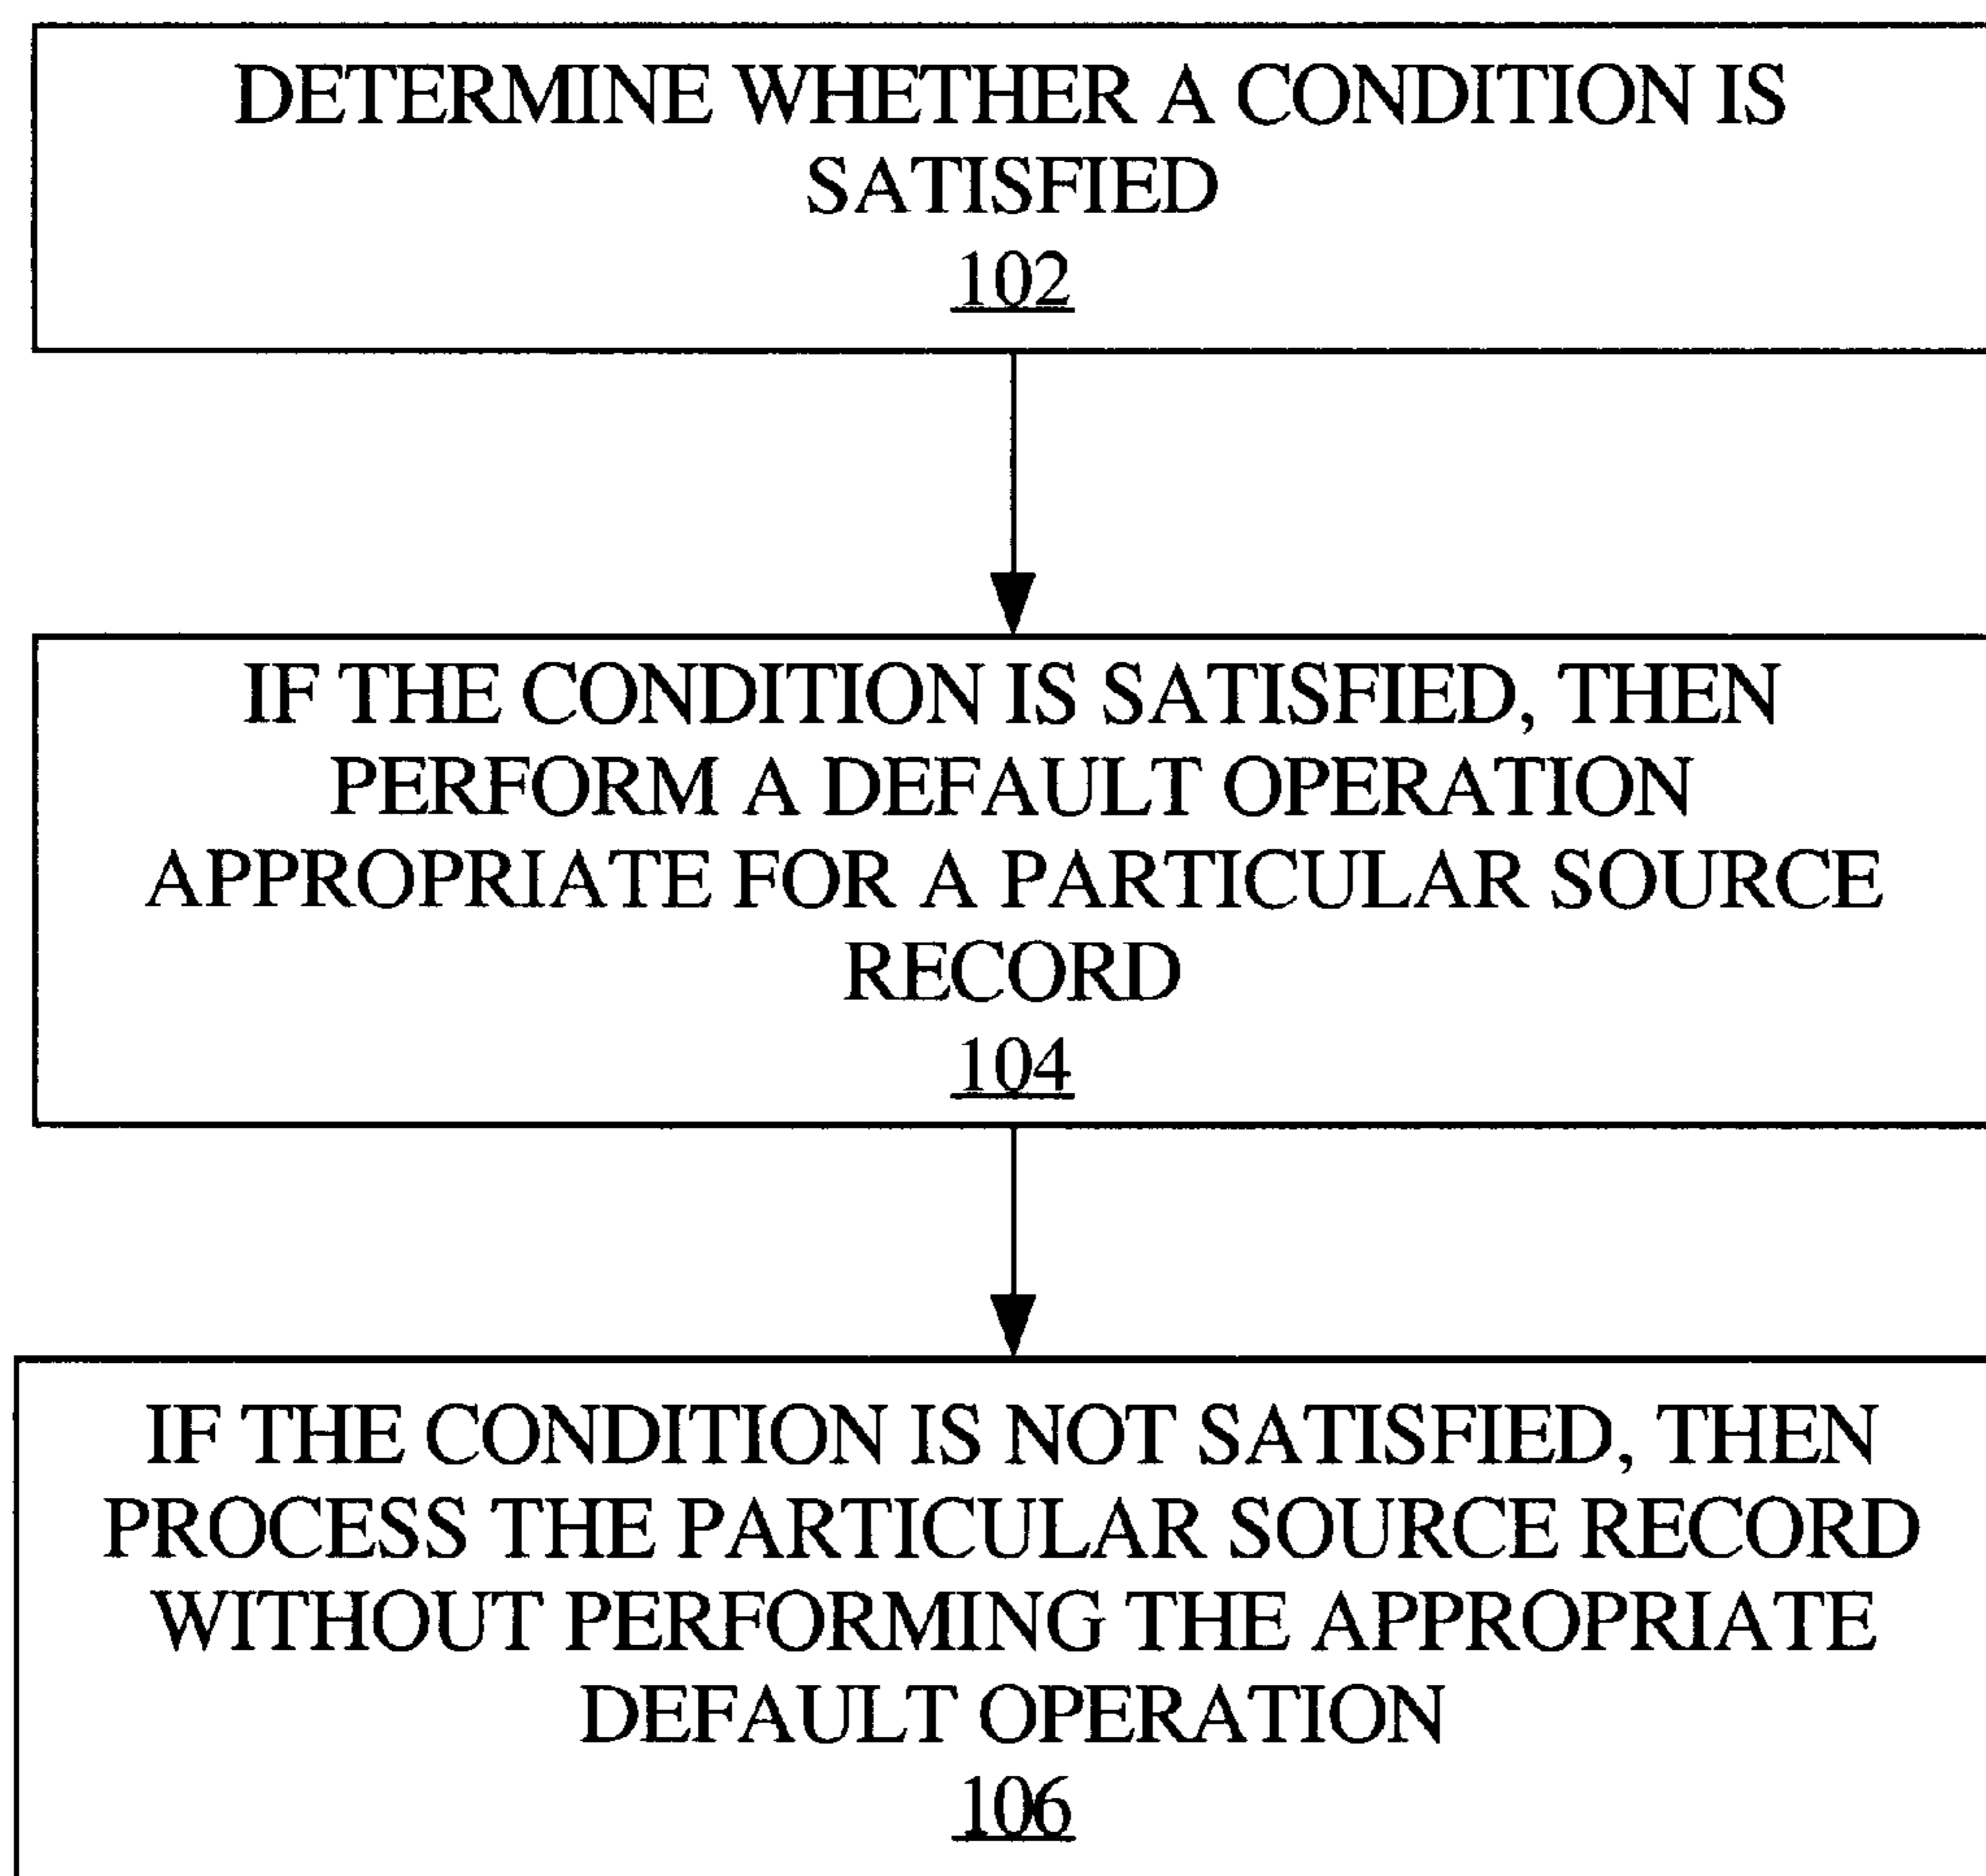 DETERMINE WHETHER A CONDITION IS
SATISFIED
102
IF THE CONDITION IS SATISFIED, THEN
PERFORM A DEFAULT OPERATION
APPROPRIATE FOR A PARTICULAR SOURCE
RECORD
104
IF THE CONDITION IS NOT SATISFIED, THEN
PROCESS THE PARTICULAR SOURCE RECORD
WITHOUT PERFORMING THE APPROPRIATE
DEFAULT OPERATION
106